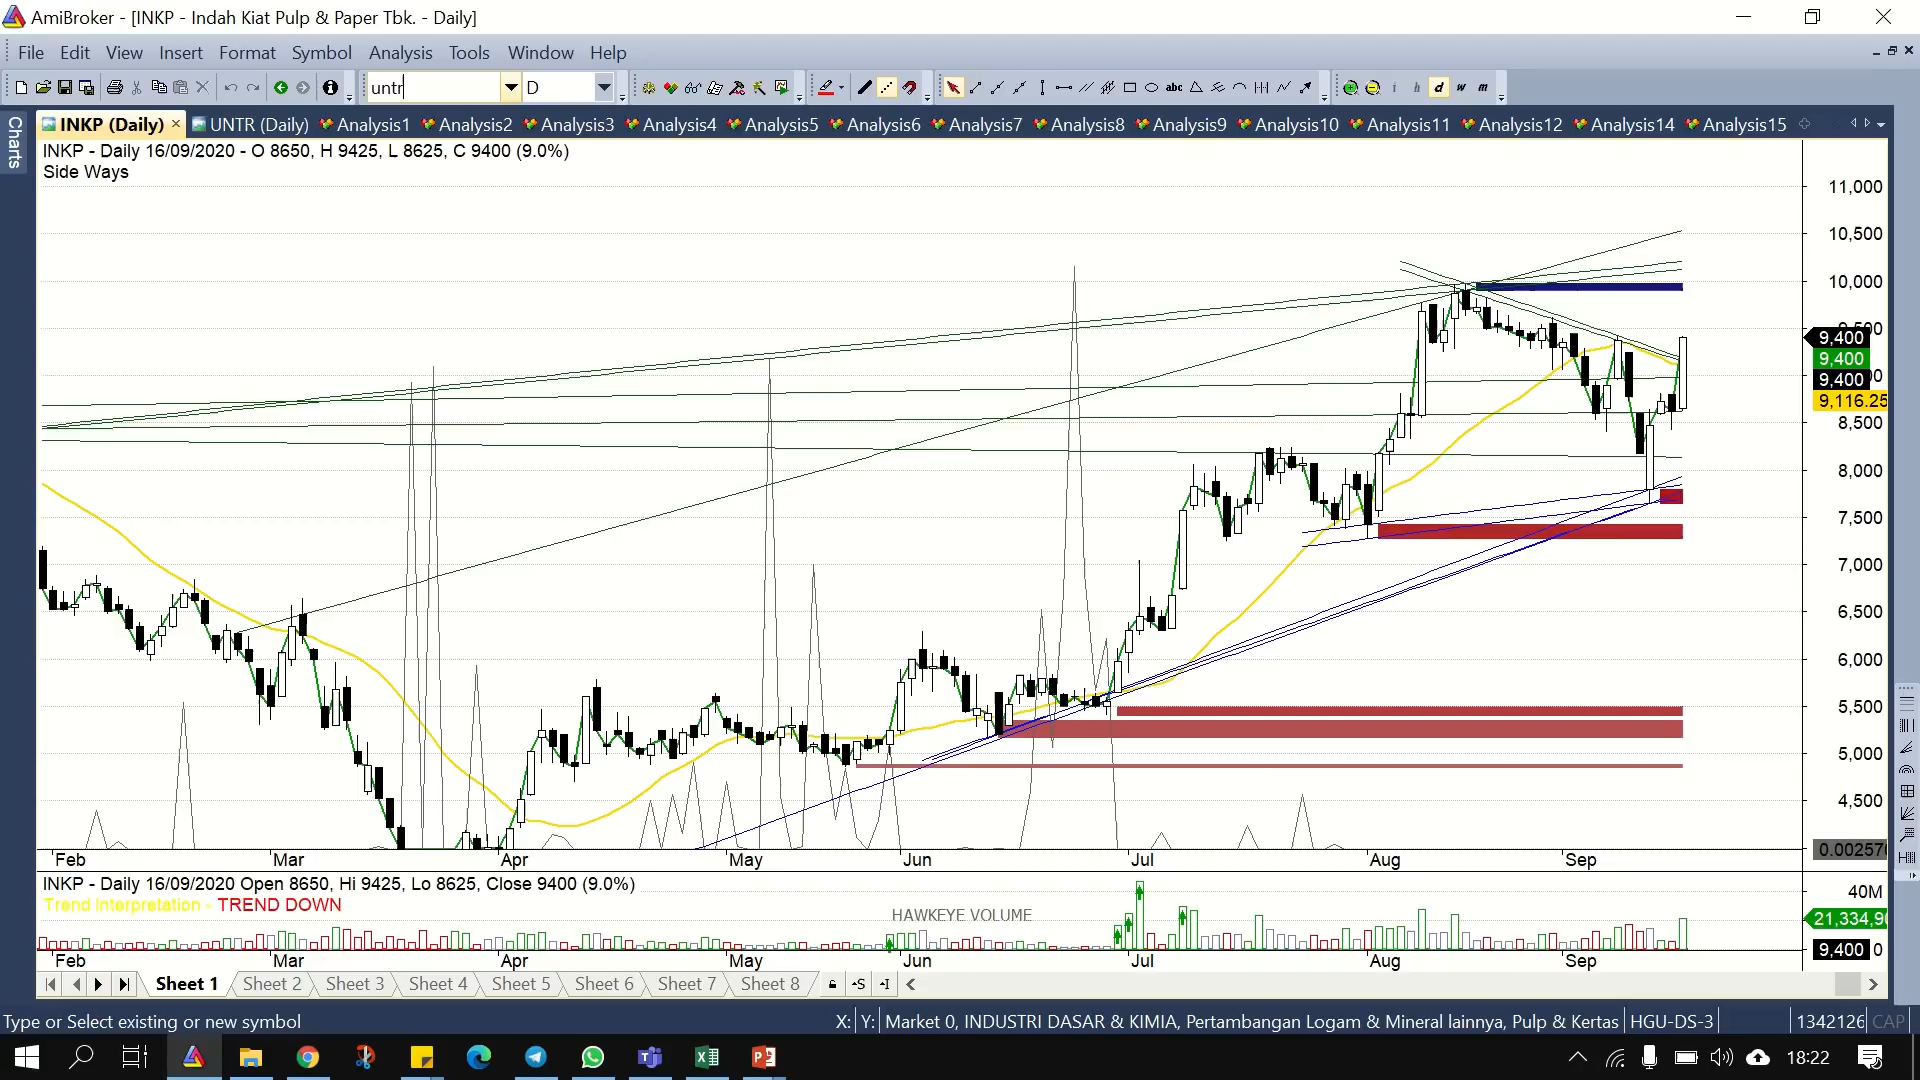 AmiBroker - [INKP - Indah Kiat Pulp & Paper Tbk. - Daily]
File Edit View Insert Format Symbol Analysis Tools Window Help
untr D abc i h d w m
Charts
INKP (Daily) × UNTR (Daily) Analysis1 Analysis2 Analysis3 Analysis4 Analysis5 Analysis6 Analysis7 Analysis8 Analysis9 Analysis10 Analysis11 Analysis12 Analysis14 Analysis15
INKP - Daily 16/09/2020 - O 8650, H 9425, L 8625, C 9400 (9.0%)
Side Ways
11,000
10,500
10,000
9,400
9,400
9,400
9,116.25
8,500
8,000
7,500
7,000
6,500
6,000
5,500
5,000
4,500
0.002570
Feb Mar Apr May Jun Jul Aug Sep
INKP - Daily 16/09/2020 Open 8650, Hi 9425, Lo 8625, Close 9400 (9.0%)
Trend Interpretation - TREND DOWN
HAWKEYE VOLUME
40M
21,334,90
9,400 0
Feb Mar Apr May Jun Jul Aug Sep
Sheet 1 Sheet 2 Sheet 3 Sheet 4 Sheet 5 Sheet 6 Sheet 7 Sheet 8
Type or Select existing or new symbol X: Y: Market 0, INDUSTRI DASAR & KIMIA, Pertambangan Logam & Mineral lainnya, Pulp & Kertas HGU-DS-3 1342126 CAP
18:22